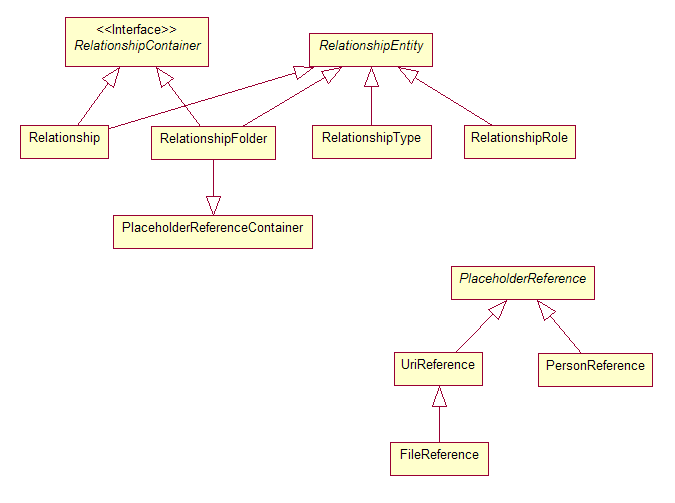 <<Interface>>
RelationshipContainer
RelationshipEntity
Relationship
RelationshipFolder
RelationshipType
RelationshipRole
PlaceholderReferenceContainer
PlaceholderReference
UriReference
PersonReference
FileReference